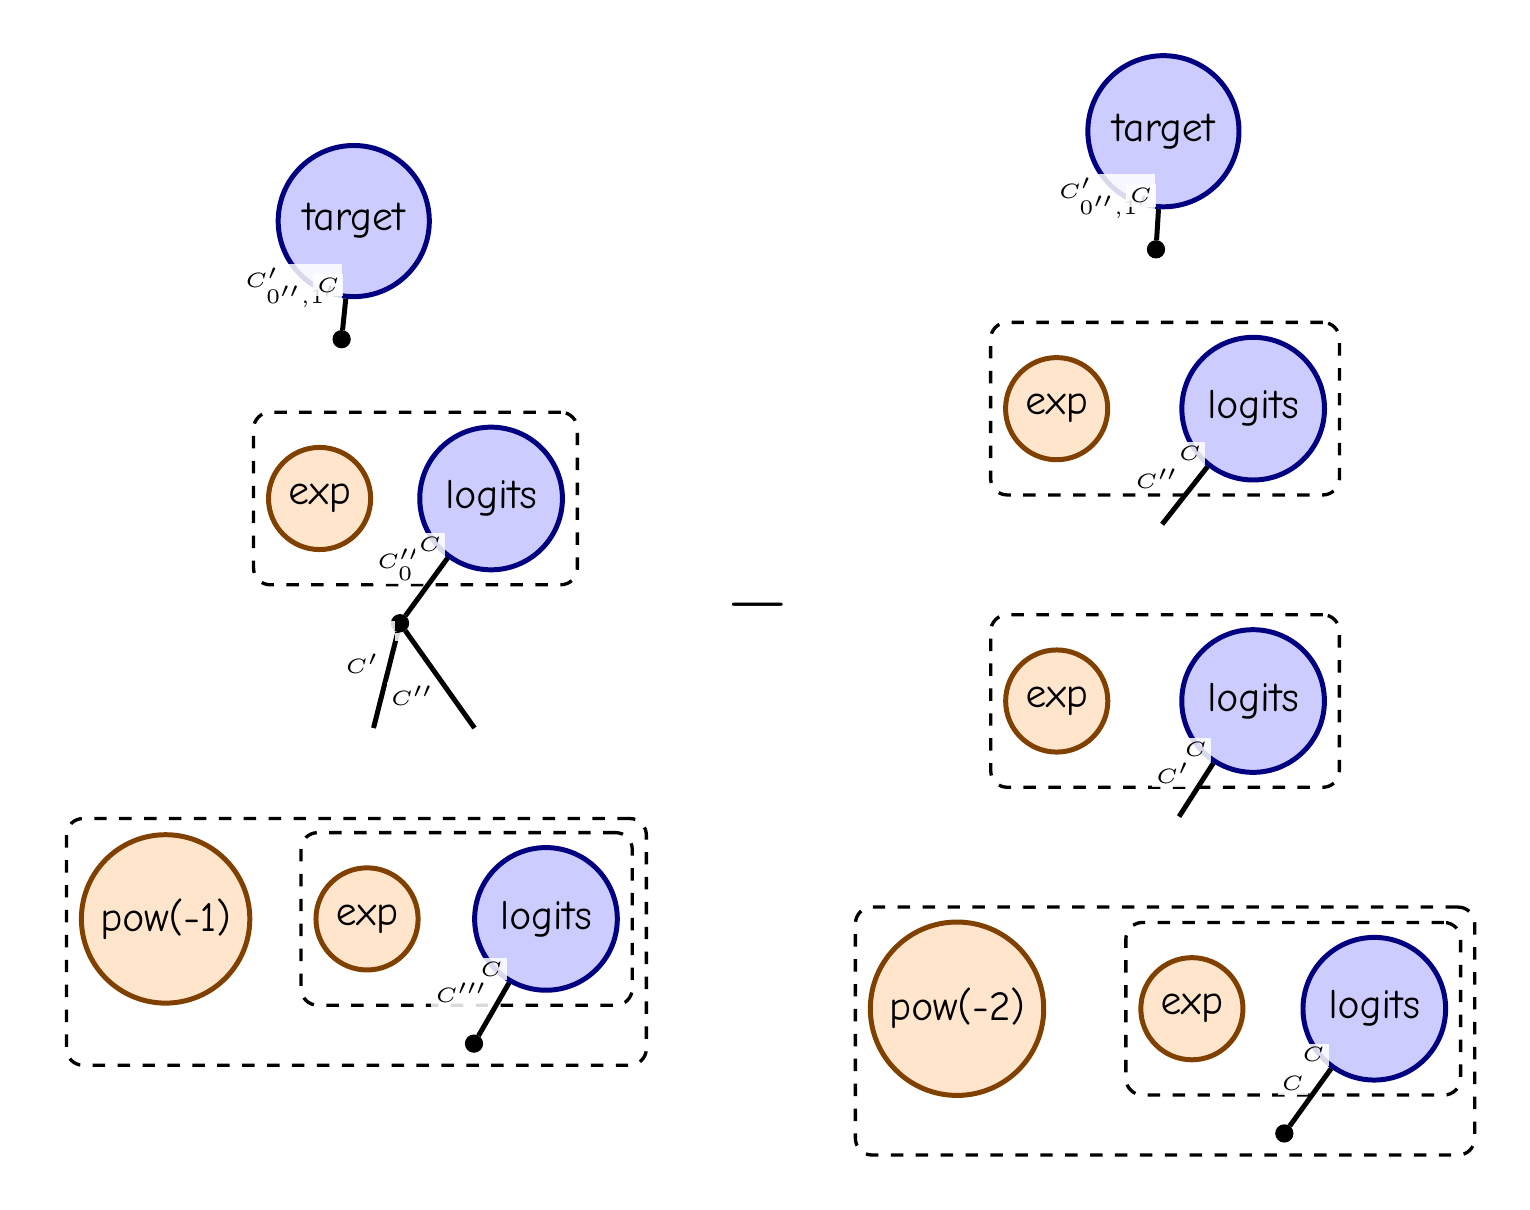 target
C′
0′′,1′
C
exp
logits
C
C′′
0
C′
C′′
pow(-1)
exp
logits
C
C′′′
—
target
C′
0′′,1′
C
exp
logits
C
C′′
exp
logits
C
C′
pow(-2)
exp
logits
C
C